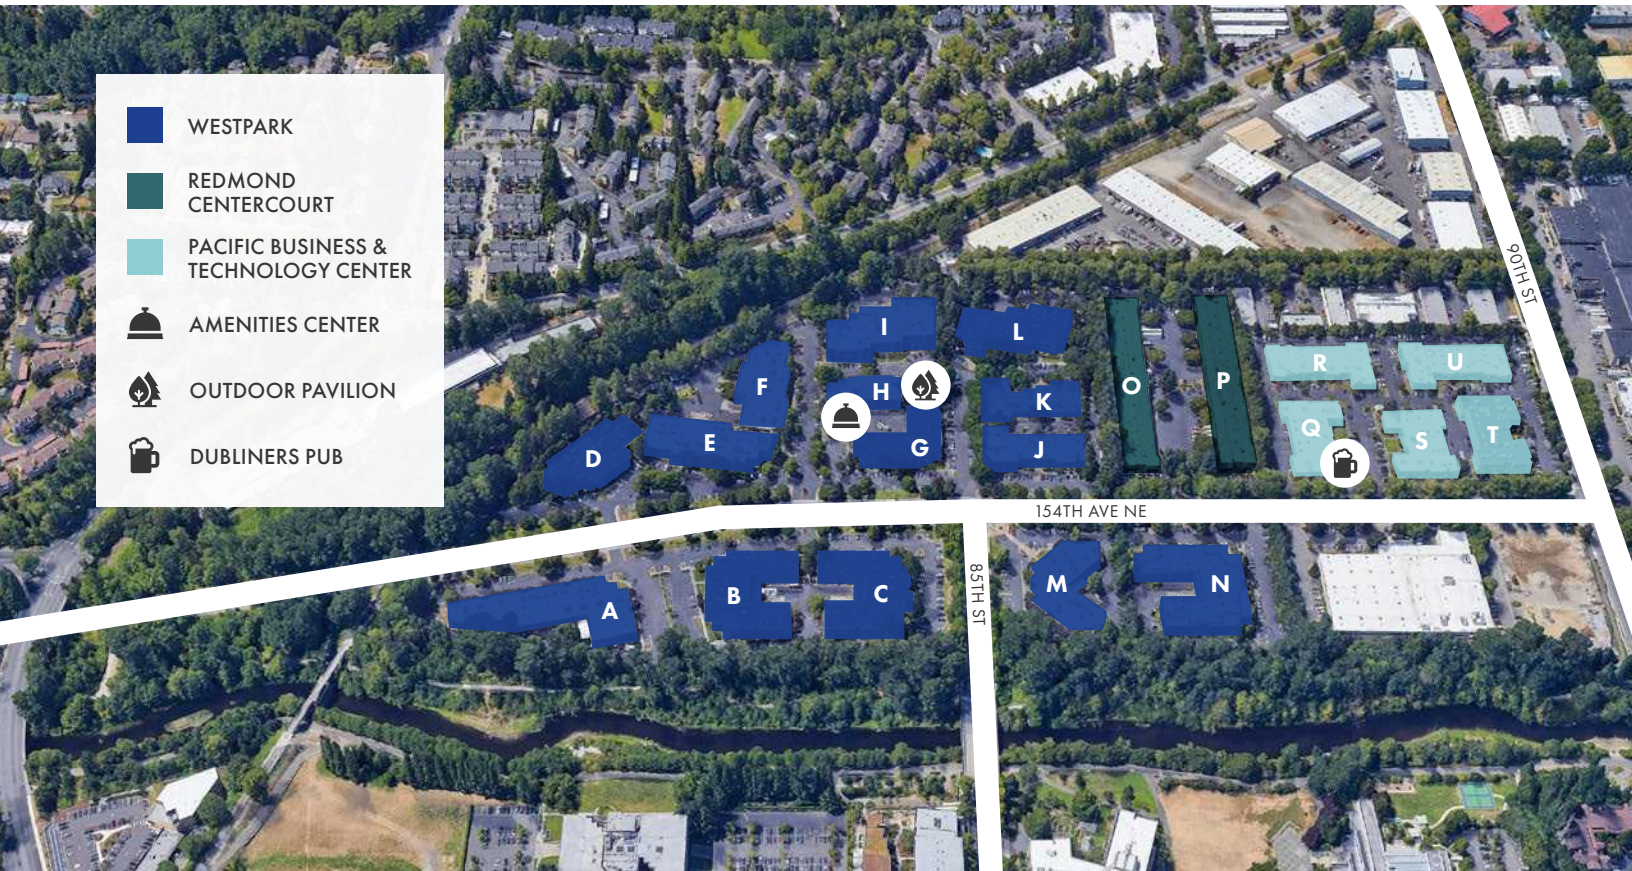 WESTPARK
REDMOND
CENTERCOURT
PACIFIC BUSINESS &
TECHNOLOGY CENTER
AMENITIES CENTER
OUTDOOR PAVILION
DUBLINERS PUB
90TH ST
I
L
R
U
F
H
O
P
K
Q
T
S
E
G
J
D
154TH AVE NE
85TH ST
A
B
C
M
N